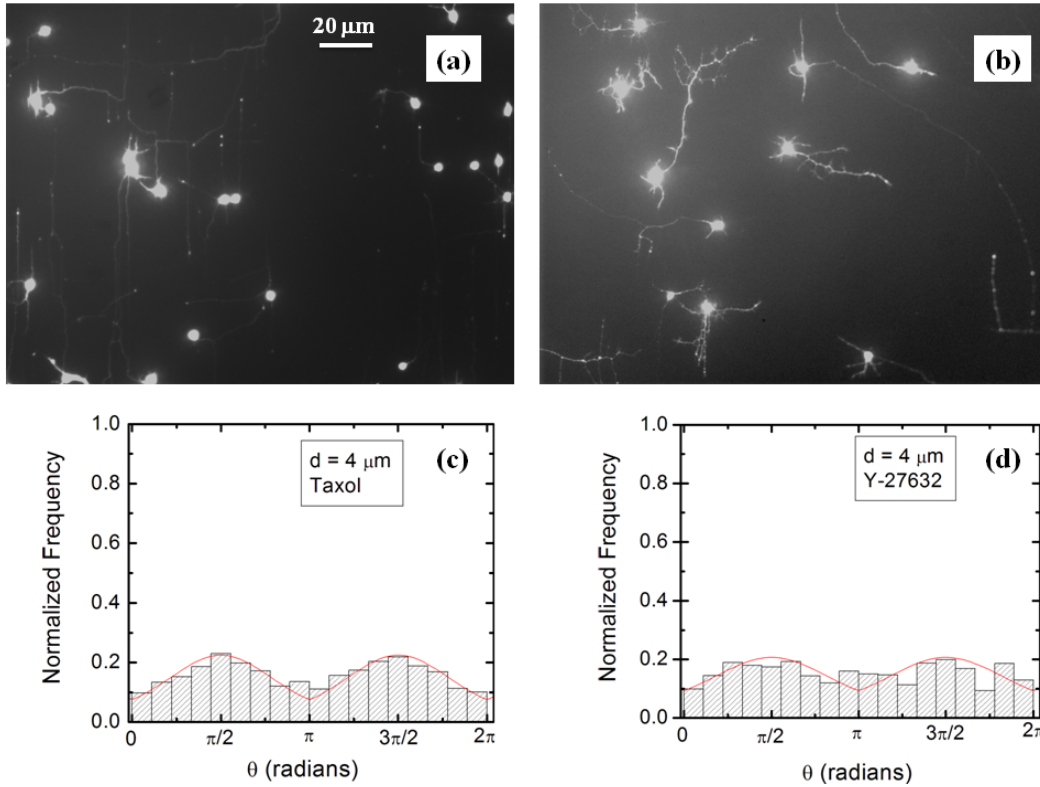 20 μm
(a)
(b)
1.0
0.8
0.6
0.4
0.2
0.0
Normalized Frequency
d = 4 μm
Taxol
(c)
0
π/2
π
3π/2
2π
θ (radians)
1.0
0.8
0.6
0.4
0.2
0.0
Normalized Frequency
d = 4 μm
Y-27632
(d)
0
π/2
π
3π/2
2π
θ (radians)